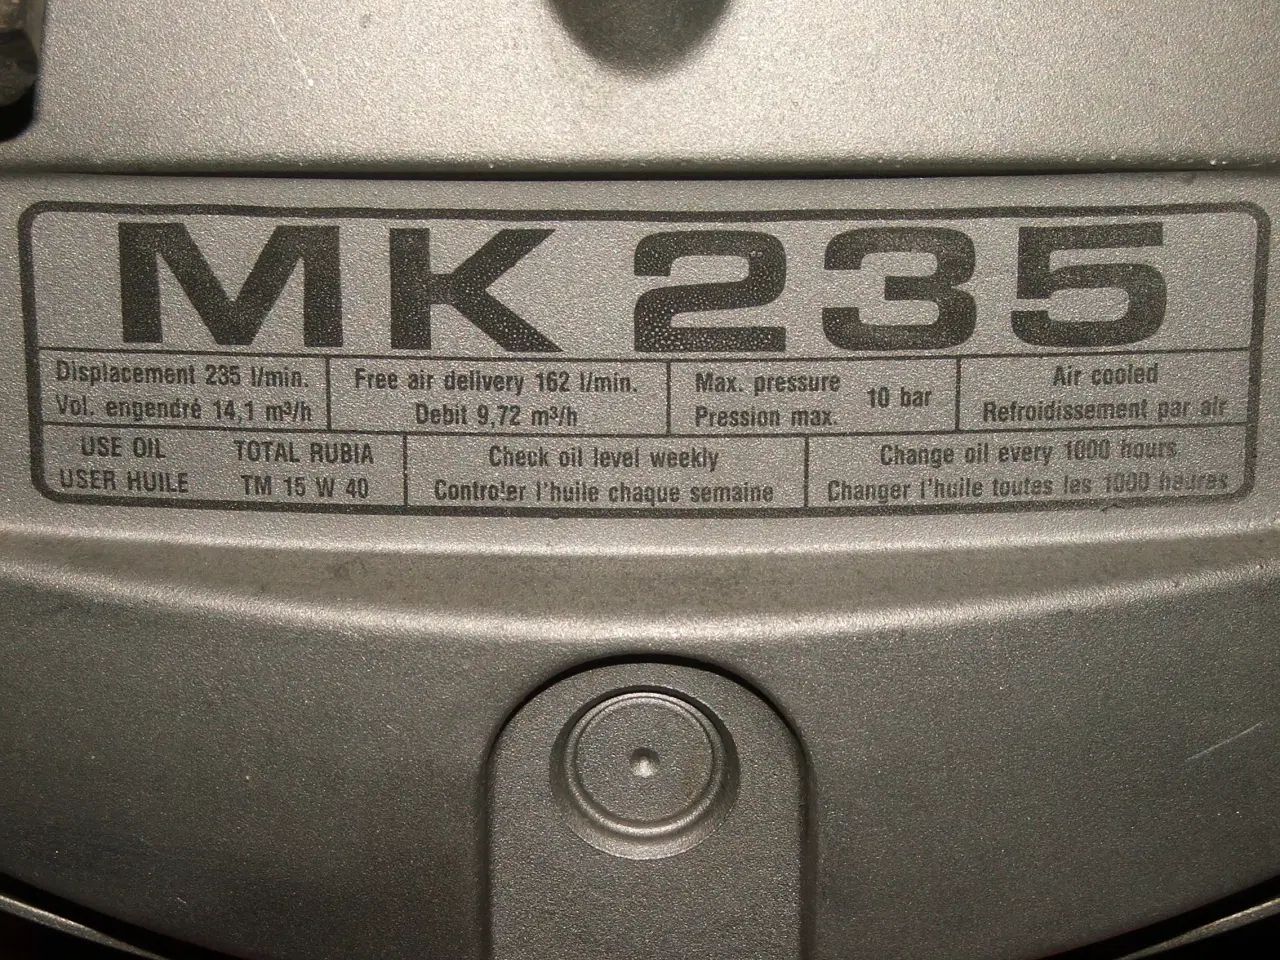 MK 235
Displacement 235 l/min.
Vol. engendré 14,1 m³/h
Free air delivery 162 l/min.
Debit 9,72 m³/h
Max. pressure
Pression max.
10 bar
Air cooled
Refroidissement par air
USE OIL
USER HUILE
TOTAL RUBIA
TM 15 W 40
Check oil level weekly
Controler l'huile chaque semaine
Change oil every 1000 hours
Changer l'huile toutes les 1000 heures